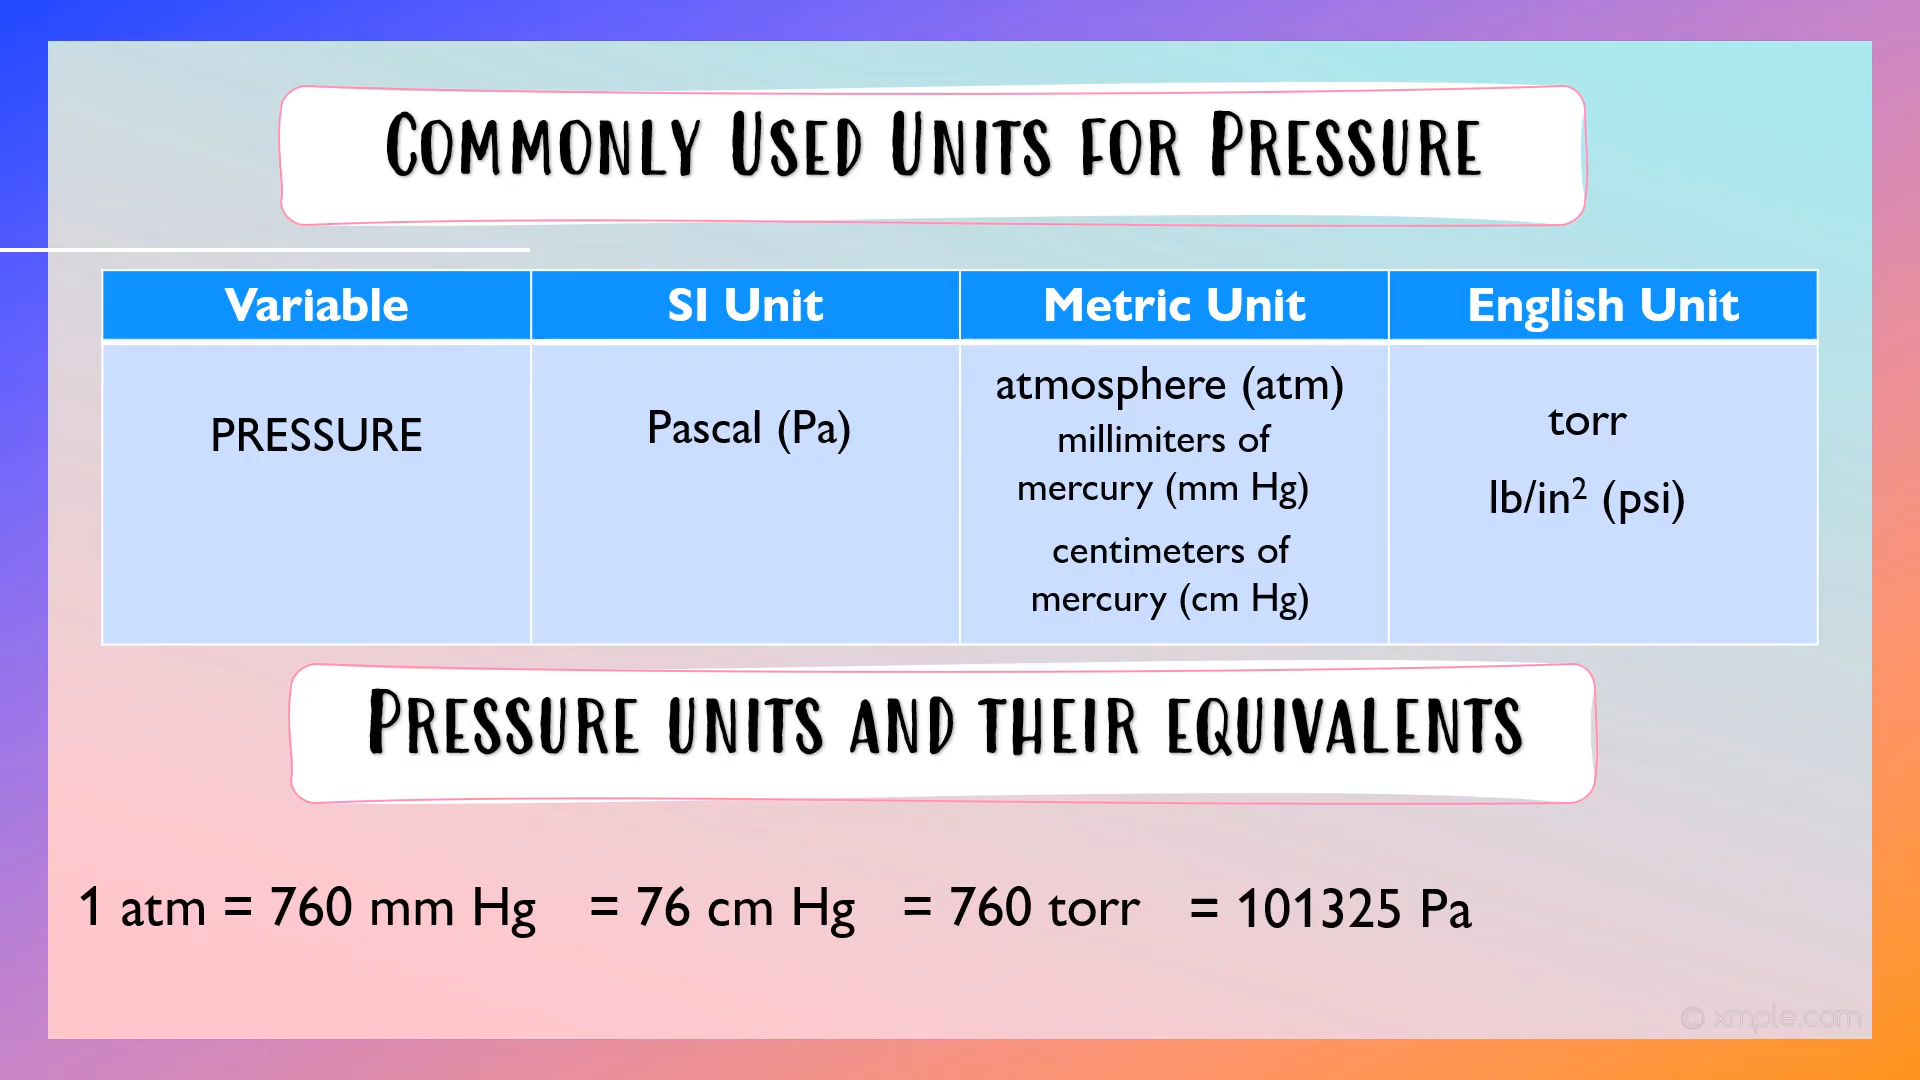 Commonly Used Units for Pressure
Variable
SI Unit
Metric Unit
English Unit
PRESSURE
Pascal (Pa)
atmosphere (atm)
millimiters of
mercury (mm Hg)
centimeters of
mercury (cm Hg)
torr
lb/in² (psi)
Pressure units and their equivalents
1 atm = 760 mm Hg = 76 cm Hg = 760 torr = 101325 Pa
© xmple.com